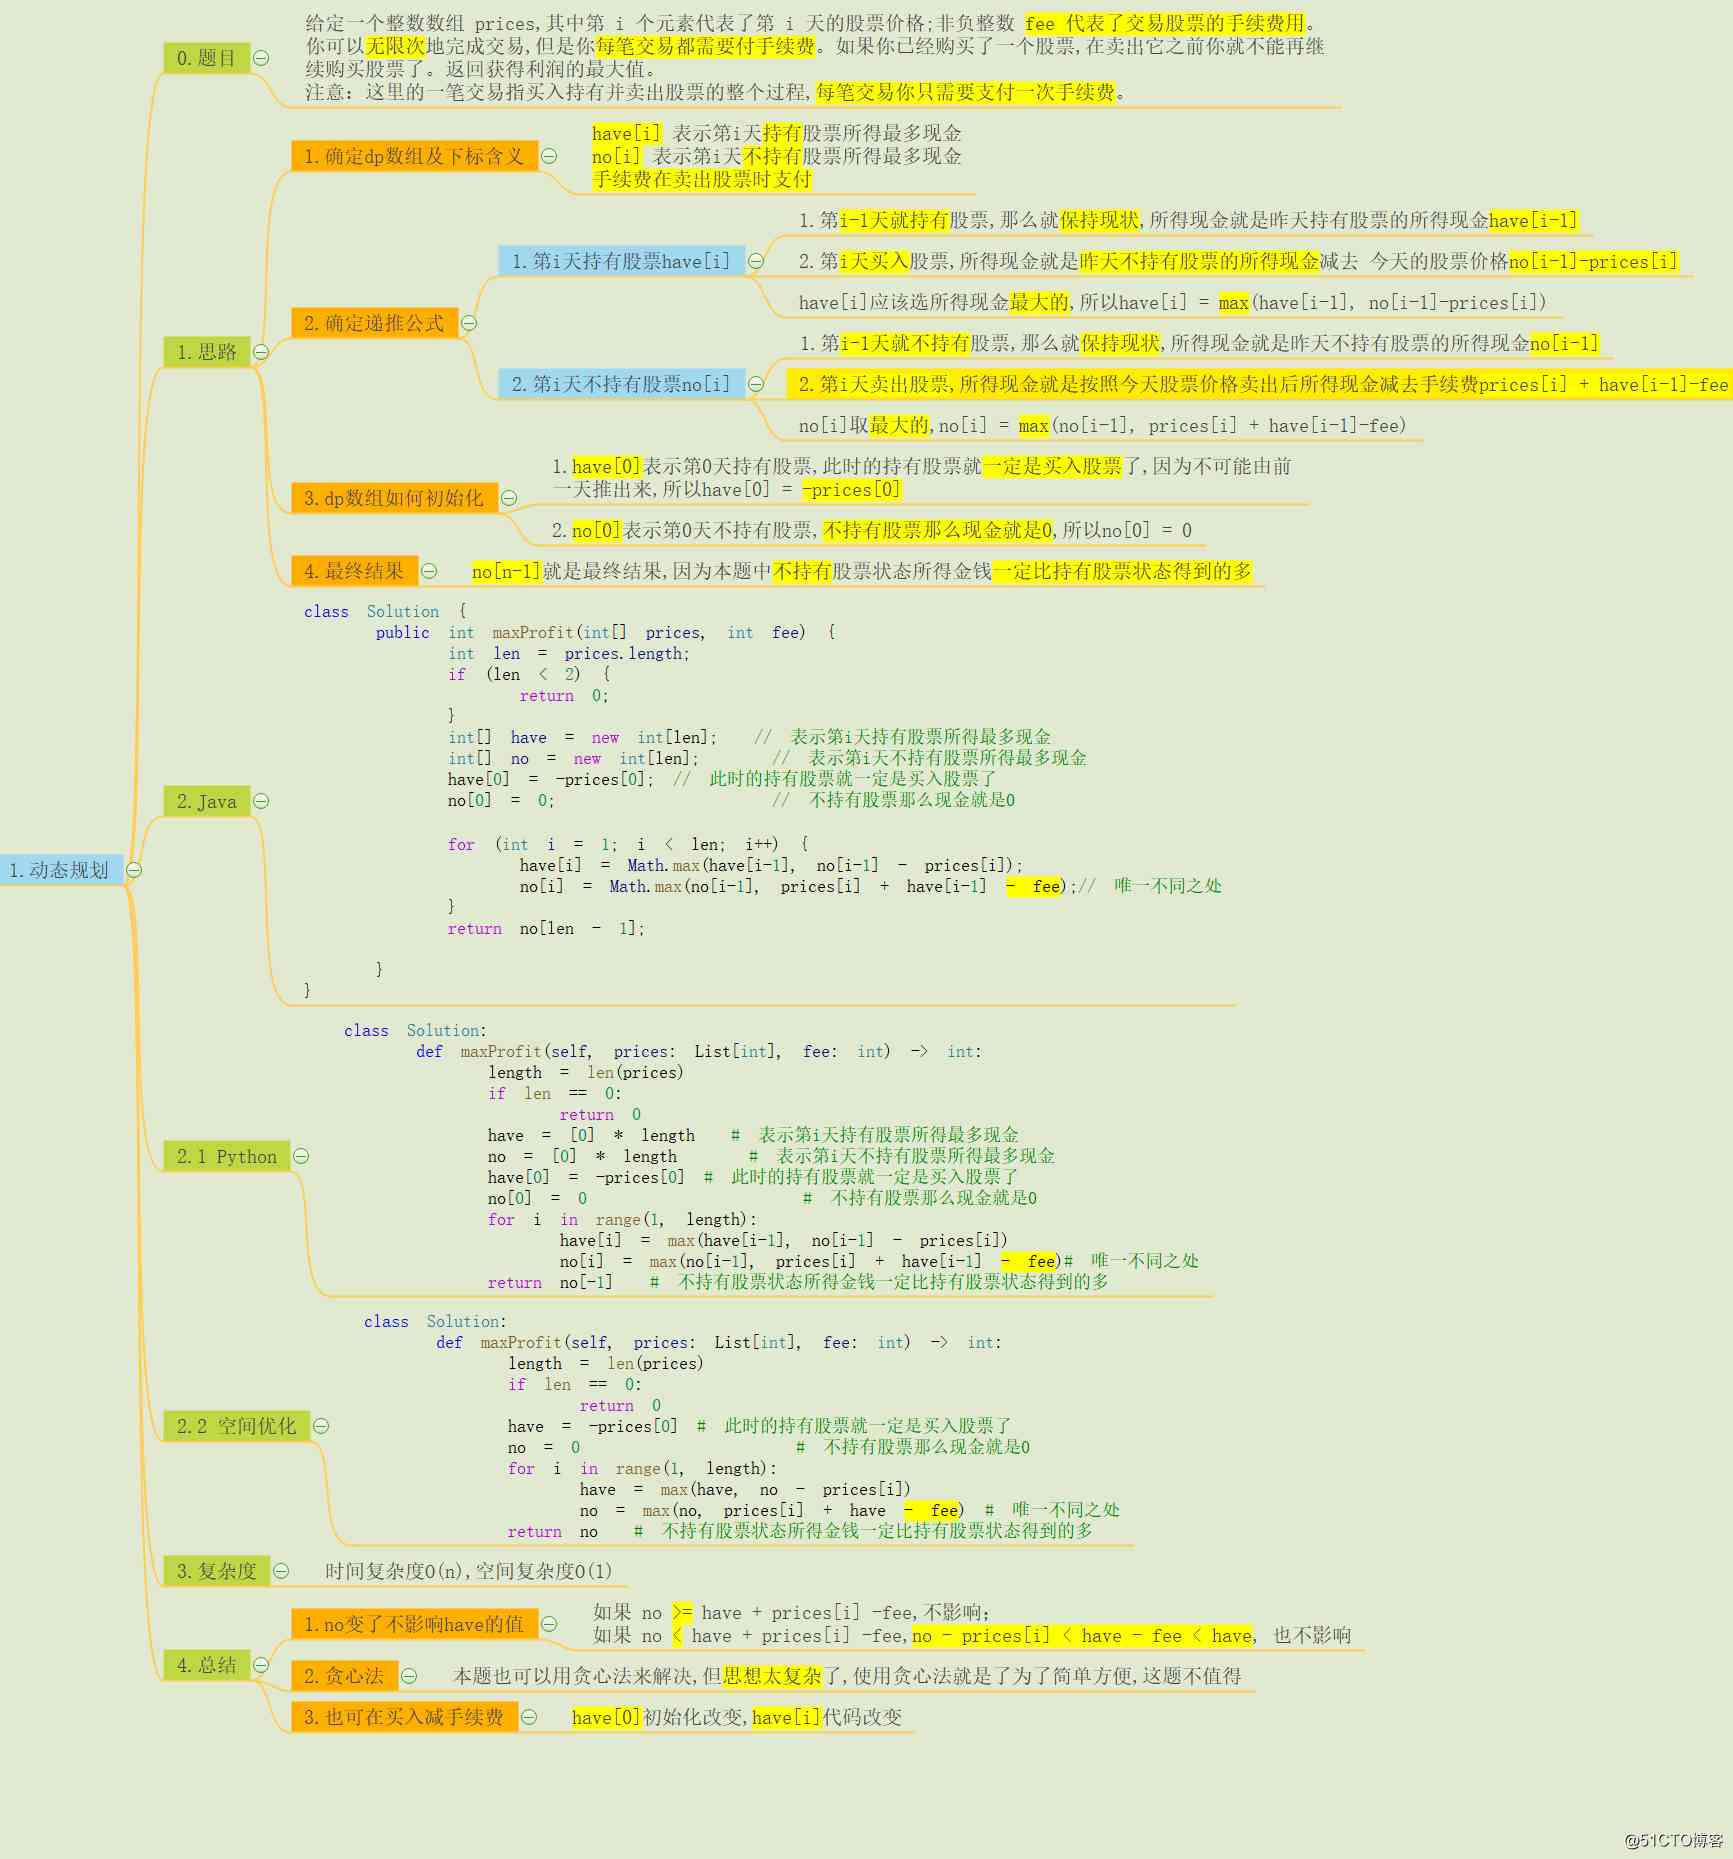 1.动态规划
0.题目
给定一个整数数组 prices,其中第 i 个元素代表了第 i 天的股票价格;非负整数 fee 代表了交易股票的手续费用。
你可以无限次地完成交易,但是你每笔交易都需要付手续费。如果你已经购买了一个股票,在卖出它之前你就不能再继
续购买股票了。返回获得利润的最大值。
注意：这里的一笔交易指买入持有并卖出股票的整个过程,每笔交易你只需要支付一次手续费。
1.思路
1.确定dp数组及下标含义
have[i] 表示第i天持有股票所得最多现金
no[i] 表示第i天不持有股票所得最多现金
手续费在卖出股票时支付
2.确定递推公式
1.第i天持有股票have[i]
1.第i-1天就持有股票,那么就保持现状,所得现金就是昨天持有股票的所得现金have[i-1]
2.第i天买入股票,所得现金就是昨天不持有股票的所得现金减去 今天的股票价格no[i-1]-prices[i]
have[i]应该选所得现金最大的,所以have[i] = max(have[i-1], no[i-1]-prices[i])
2.第i天不持有股票no[i]
1.第i-1天就不持有股票,那么就保持现状,所得现金就是昨天不持有股票的所得现金no[i-1]
2.第i天卖出股票,所得现金就是按照今天股票价格卖出后所得现金减去手续费prices[i] + have[i-1]-fee
no[i]取最大的,no[i] = max(no[i-1], prices[i] + have[i-1]-fee)
3.dp数组如何初始化
1.have[0]表示第0天持有股票,此时的持有股票就一定是买入股票了,因为不可能由前
一天推出来,所以have[0] = -prices[0]
2.no[0]表示第0天不持有股票,不持有股票那么现金就是0,所以no[0] = 0
4.最终结果
no[n-1]就是最终结果,因为本题中不持有股票状态所得金钱一定比持有股票状态得到的多
2.Java
class Solution {
public int maxProfit(int[] prices, int fee) {
int len = prices.length;
if (len < 2) {
return 0;
}
int[] have = new int[len]; // 表示第i天持有股票所得最多现金
int[] no = new int[len]; // 表示第i天不持有股票所得最多现金
have[0] = -prices[0]; // 此时的持有股票就一定是买入股票了
no[0] = 0; // 不持有股票那么现金就是0
for (int i = 1; i < len; i++) {
have[i] = Math.max(have[i-1], no[i-1] - prices[i]);
no[i] = Math.max(no[i-1], prices[i] + have[i-1] - fee);// 唯一不同之处
}
return no[len - 1];
}
}
2.1 Python
class Solution:
def maxProfit(self, prices: List[int], fee: int) -> int:
length = len(prices)
if len == 0:
return 0
have = [0] * length # 表示第i天持有股票所得最多现金
no = [0] * length # 表示第i天不持有股票所得最多现金
have[0] = -prices[0] # 此时的持有股票就一定是买入股票了
no[0] = 0 # 不持有股票那么现金就是0
for i in range(1, length):
have[i] = max(have[i-1], no[i-1] - prices[i])
no[i] = max(no[i-1], prices[i] + have[i-1] - fee)# 唯一不同之处
return no[-1] # 不持有股票状态所得金钱一定比持有股票状态得到的多
2.2 空间优化
class Solution:
def maxProfit(self, prices: List[int], fee: int) -> int:
length = len(prices)
if len == 0:
return 0
have = -prices[0] # 此时的持有股票就一定是买入股票了
no = 0 # 不持有股票那么现金就是0
for i in range(1, length):
have = max(have, no - prices[i])
no = max(no, prices[i] + have - fee) # 唯一不同之处
return no # 不持有股票状态所得金钱一定比持有股票状态得到的多
3.复杂度
时间复杂度O(n),空间复杂度O(1)
4.总结
1.no变了不影响have的值
如果 no >= have + prices[i] -fee,不影响;
如果 no < have + prices[i] -fee,no - prices[i] < have - fee < have, 也不影响
2.贪心法
本题也可以用贪心法来解决,但思想太复杂了,使用贪心法就是了为了简单方便,这题不值得
3.也可在买入减手续费
have[0]初始化改变,have[i]代码改变
@51CTO博客